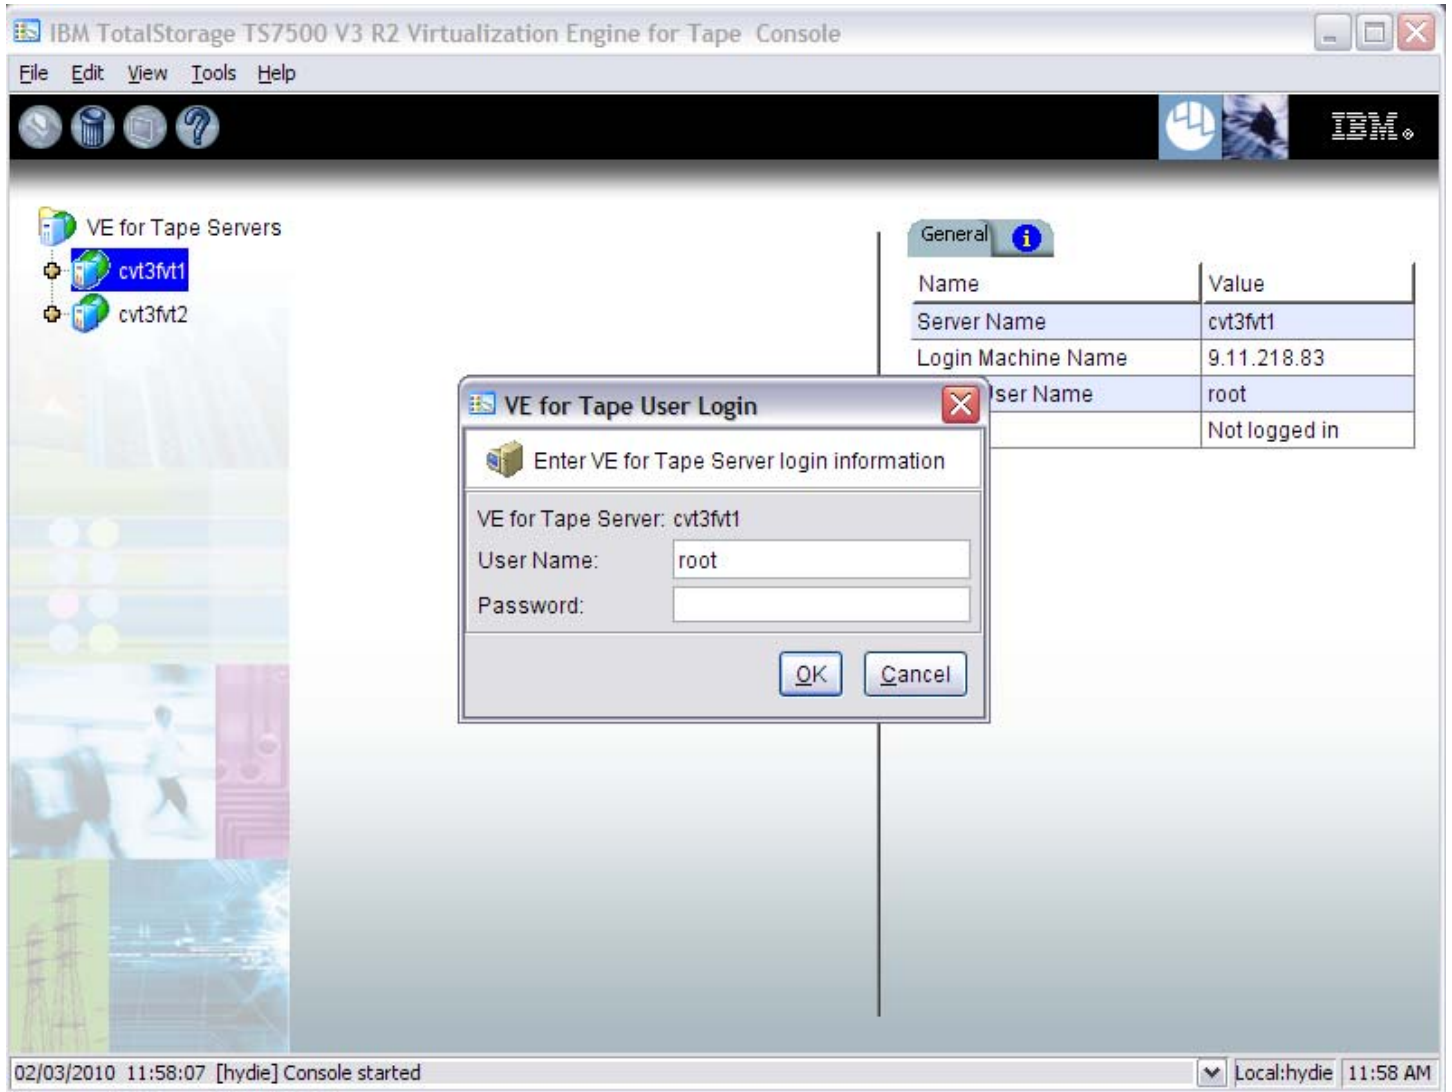 IBM TotalStorage TS7500 V3 R2 Virtualization Engine for Tape Console
File Edit View Tools Help
IBM
VE for Tape Servers
cvt3fvt1
cvt3fvt2
General
Name Value
Server Name cvt3fvt1
Login Machine Name 9.11.218.83
User Name root
Not logged in
VE for Tape User Login
Enter VE for Tape Server login information
VE for Tape Server: cvt3fvt1
User Name: root
Password:
OK Cancel
02/03/2010 11:58:07 [hydie] Console started
Local:hydie 11:58 AM